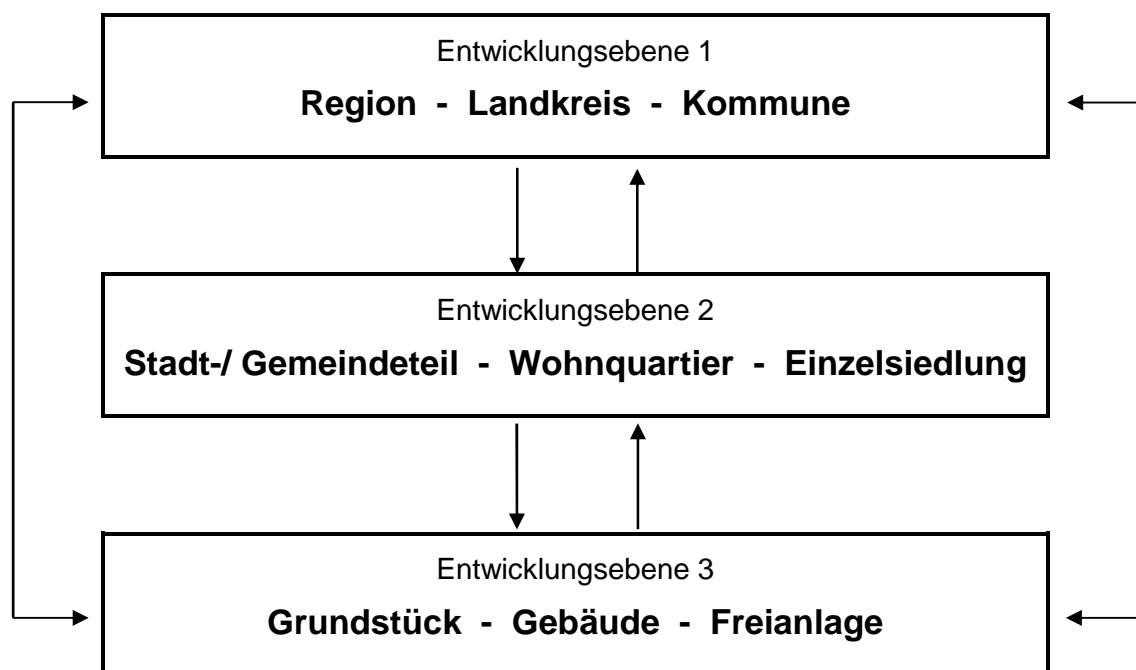 Entwicklungsebene 1
Region - Landkreis - Kommune
Entwicklungsebene 2
Stadt-/ Gemeindeteil - Wohnquartier - Einzelsiedlung
Entwicklungsebene 3
Grundstück - Gebäude - Freianlage